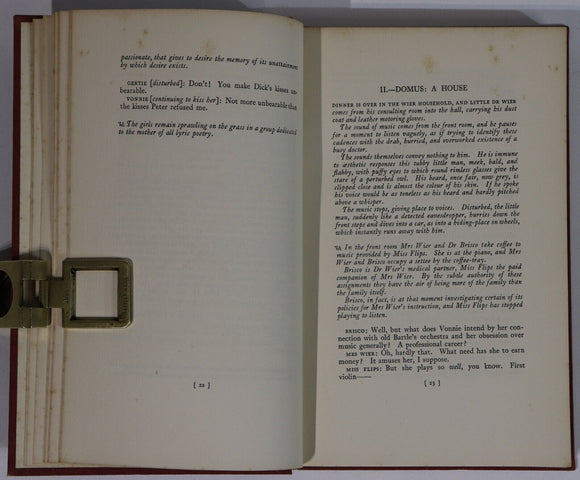 passionate, that gives to desire the memory of its unattainment
by which desire exists.
GENTIE [disturbed]: Don't! You make Dick's kisses un-
bearable.
VONNIE [continuing to kiss her]: Not more unbearable than
the kisses Peter refused me.
The girls remain sprawling on the grass in a group dedicated
to the mother of all lyric poetry.
[ 22 ]
II.—DOMUS: A HOUSE
DINNER IS OVER IN THE WIER HOUSEHOLD, AND LITTLE DR WIER
comes from his consulting room into the hall, carrying his dust
coat and leather motoring gloves.
The sound of music comes from the front room, and he pauses
for a moment to listen vaguely, as if trying to identify these
cadences with the drab, hurried, and overworked existence of a
busy doctor.
The sounds themselves convey nothing to him. He is immune
to æsthetic responses this tubby little man, meek, bald, and
flabby, with puffy eyes to which round rimless glasses give the
stare of a perturbed owl. His beard, once fair, now grey, is
clipped close and is almost the colour of his skin. If he spoke
his voice would be as toneless as his beard and hardly pitched
above a whisper.
The music stops, giving place to voices. Disturbed, the little
man, suddenly like a detected eavesdropper, hurries down the
front steps and dives into a car, as into a hiding-place on wheels,
which instantly runs away with him.
In the front room Mrs Wier and Dr Brisco take coffee to
music provided by Miss Flips. She is at the piano, and Mrs
Wier and Brisco occupy a settee by the coffee-tray.
Brisco is Dr Wier's medical partner, Miss Flips the paid
companion of Mrs Wier. By the subtle authority of these
assignments they have the air of being more of the family than
the family itself.
Brisco, in fact, is at that moment investigating certain of its
policies for Mrs Wier's instruction, and Miss Flips has stopped
playing to listen.
BRISCO: Well, but what does Vonnie intend by her con-
nection with old Bartle's orchestra and her obsession over
music generally? A professional career?
MRS WIER: Oh, hardly that. What need has she to earn
money? It amuses her, I suppose.
MISS FLIPS: But she plays so well, you know. First
violin——
[ 23 ]